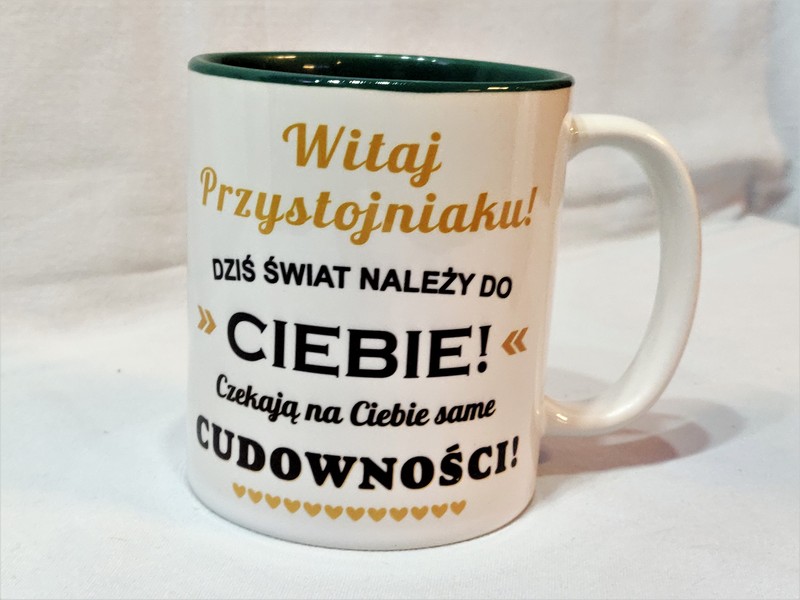 Witaj
Przystojniaku!
DZIŚ ŚWIAT NALEŻY DO
» CIEBIE! «
Czekają na Ciebie same
CUDOWNOŚCI!